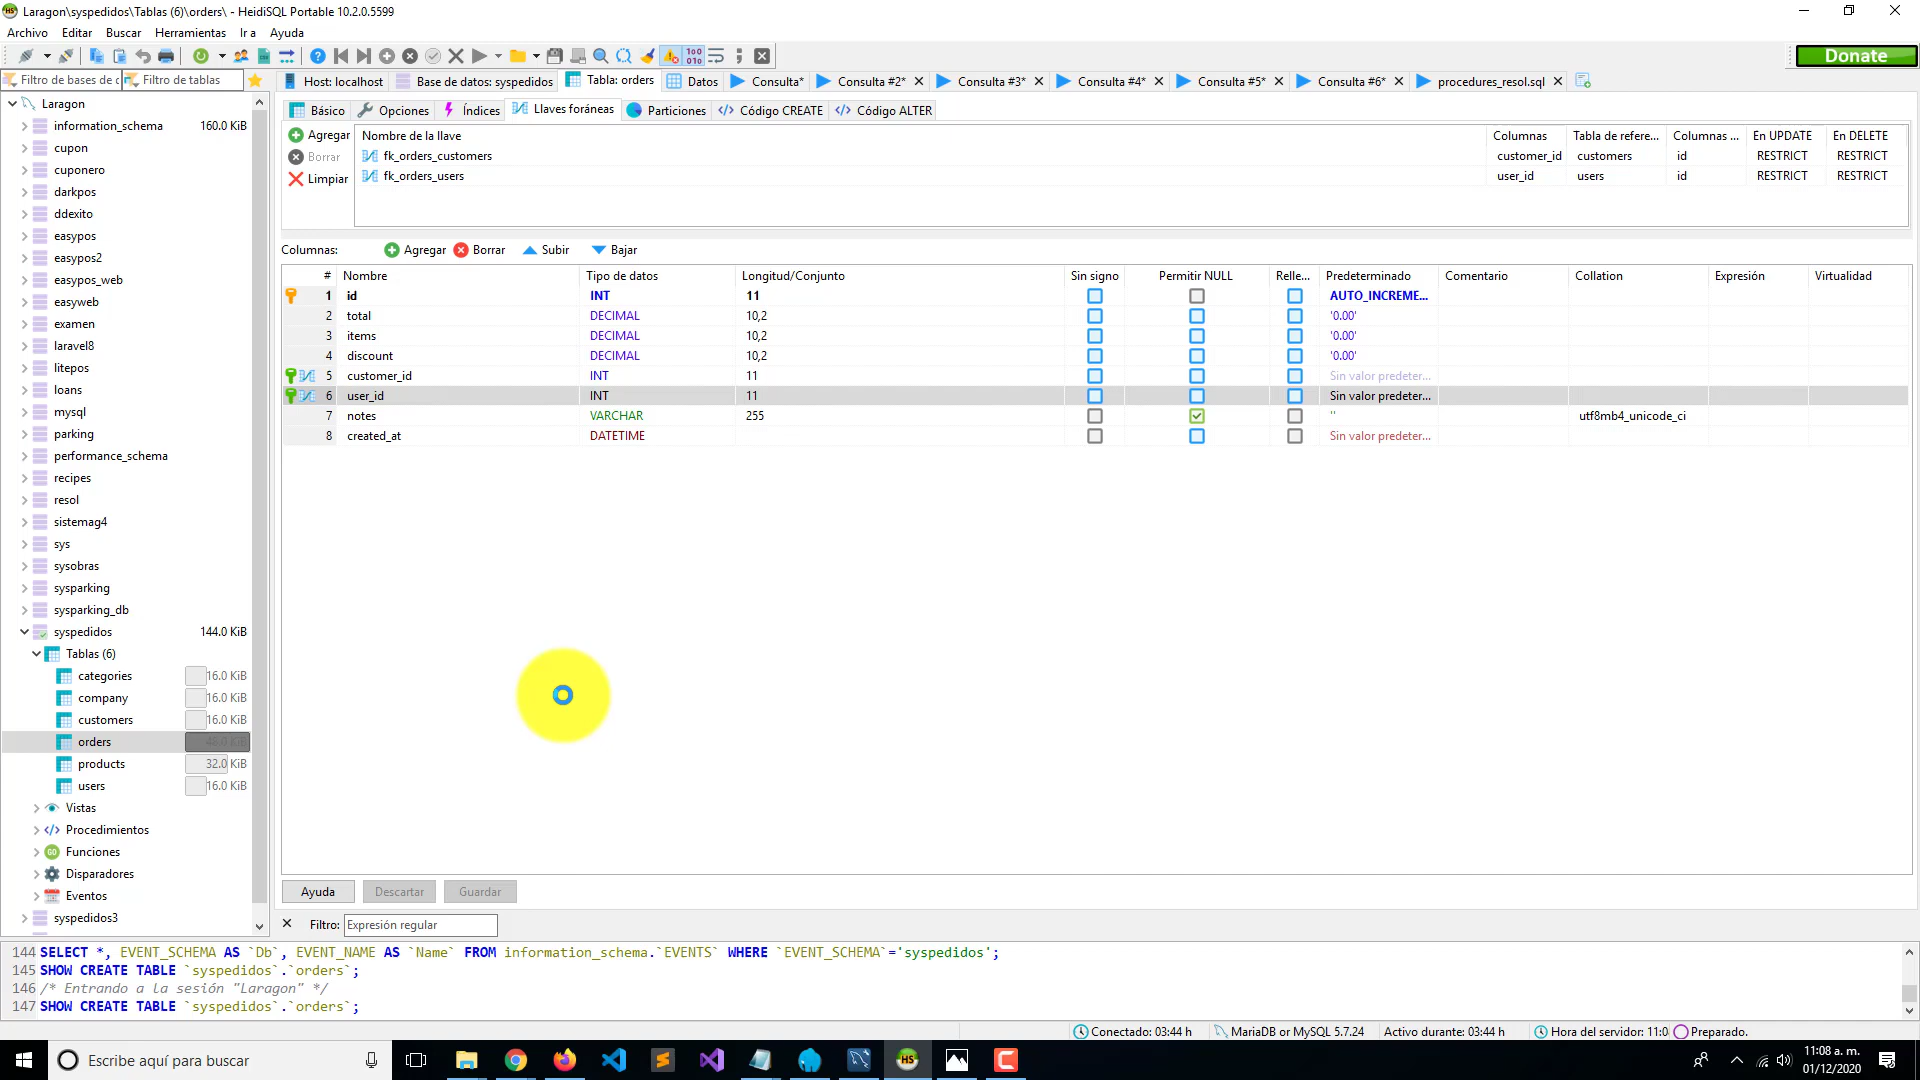 Laragon\syspedidos\Tablas (6)\orders\ - HeidiSQL Portable 10.2.0.5599
Archivo Editar Buscar Herramientas Ir a Ayuda
Donate
Filtro de bases de d Filtro de tablas
Host: localhost Base de datos: syspedidos Tabla: orders Datos Consulta* Consulta #2* Consulta #3* Consulta #4* Consulta #5* Consulta #6* procedures_resol.sql
Básico Opciones Índices Llaves foráneas Particiones Código CREATE Código ALTER
Agregar
Borrar
Limpiar
Nombre de la llave Columnas Tabla de refere... Columnas ... En UPDATE En DELETE
fk_orders_customers customer_id customers id RESTRICT RESTRICT
fk_orders_users user_id users id RESTRICT RESTRICT
Columnas: Agregar Borrar Subir Bajar
# Nombre Tipo de datos Longitud/Conjunto Sin signo Permitir NULL Relle... Predeterminado Comentario Collation Expresión Virtualidad
1 id INT 11 AUTO_INCREME...
2 total DECIMAL 10,2 '0.00'
3 items DECIMAL 10,2 '0.00'
4 discount DECIMAL 10,2 '0.00'
5 customer_id INT 11 Sin valor predeter...
6 user_id INT 11 Sin valor predeter...
7 notes VARCHAR 255 '' utf8mb4_unicode_ci
8 created_at DATETIME Sin valor predeter...
Laragon
information_schema 160.0 KiB
cupon
cuponero
darkpos
ddexito
easypos
easypos2
easypos_web
easyweb
examen
laravel8
litepos
loans
mysql
parking
performance_schema
recipes
resol
sistemag4
sys
sysobras
sysparking
sysparking_db
syspedidos 144.0 KiB
Tablas (6)
categories 16.0 KiB
company 16.0 KiB
customers 16.0 KiB
orders 48.0 KiB
products 32.0 KiB
users 16.0 KiB
Vistas
Procedimientos
Funciones
Disparadores
Eventos
syspedidos3
Ayuda Descartar Guardar
Filtro: Expresión regular
144 SELECT *, EVENT_SCHEMA AS `Db`, EVENT_NAME AS `Name` FROM information_schema.`EVENTS` WHERE `EVENT_SCHEMA`='syspedidos';
145 SHOW CREATE TABLE `syspedidos`.`orders`;
146 /* Entrando a la sesión "Laragon" */
147 SHOW CREATE TABLE `syspedidos`.`orders`;
Conectado: 03:44 h MariaDB or MySQL 5.7.24 Activo durante: 03:44 h Hora del servidor: 11:0 Preparado.
Escribe aquí para buscar
11:08 a. m.
01/12/2020